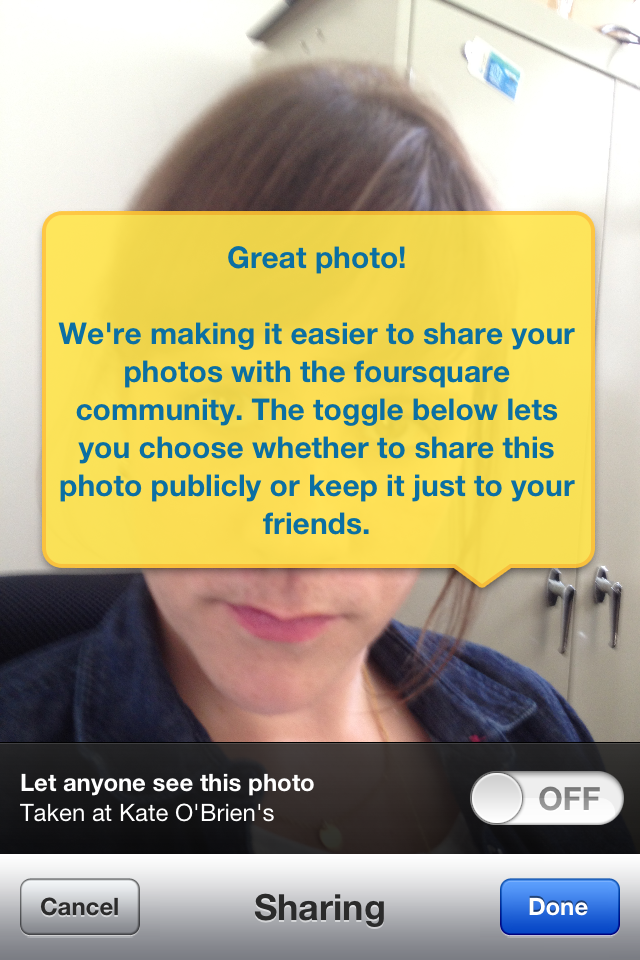 Great photo!
We're making it easier to share your
photos with the foursquare
community. The toggle below lets
you choose whether to share this
photo publicly or keep it just to your
friends.
Let anyone see this photo
Taken at Kate O'Brien's
OFF
Cancel
Sharing
Done